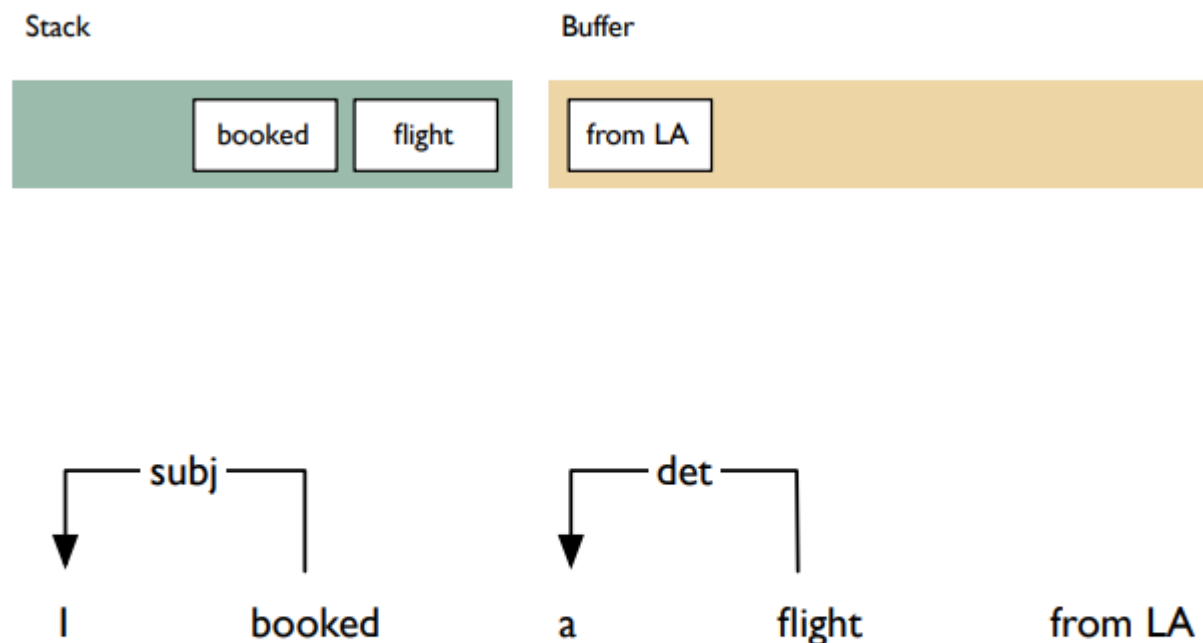 Stack Buffer
booked flight from LA
subj det
I booked a flight from LA